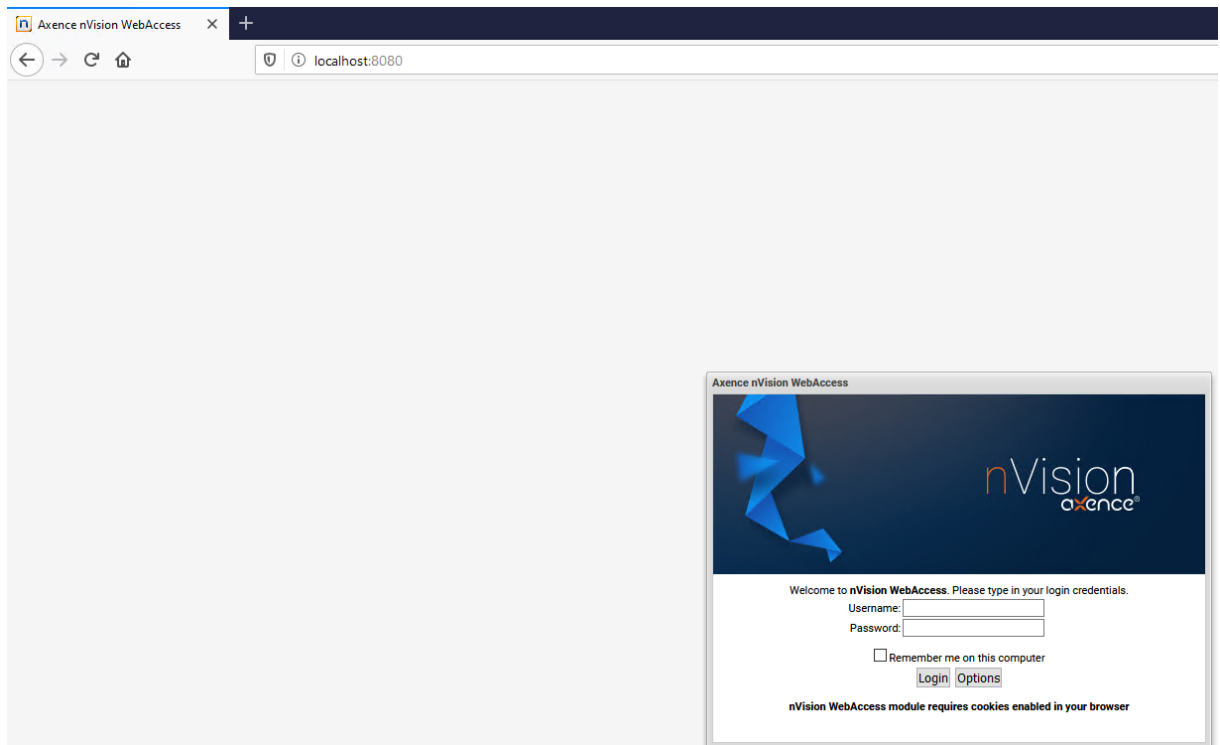 Axence nVision WebAccess
localhost:8080
Axence nVision WebAccess
nVision
axence®
Welcome to nVision WebAccess. Please type in your login credentials.
Username:
Password:
Remember me on this computer
Login Options
nVision WebAccess module requires cookies enabled in your browser